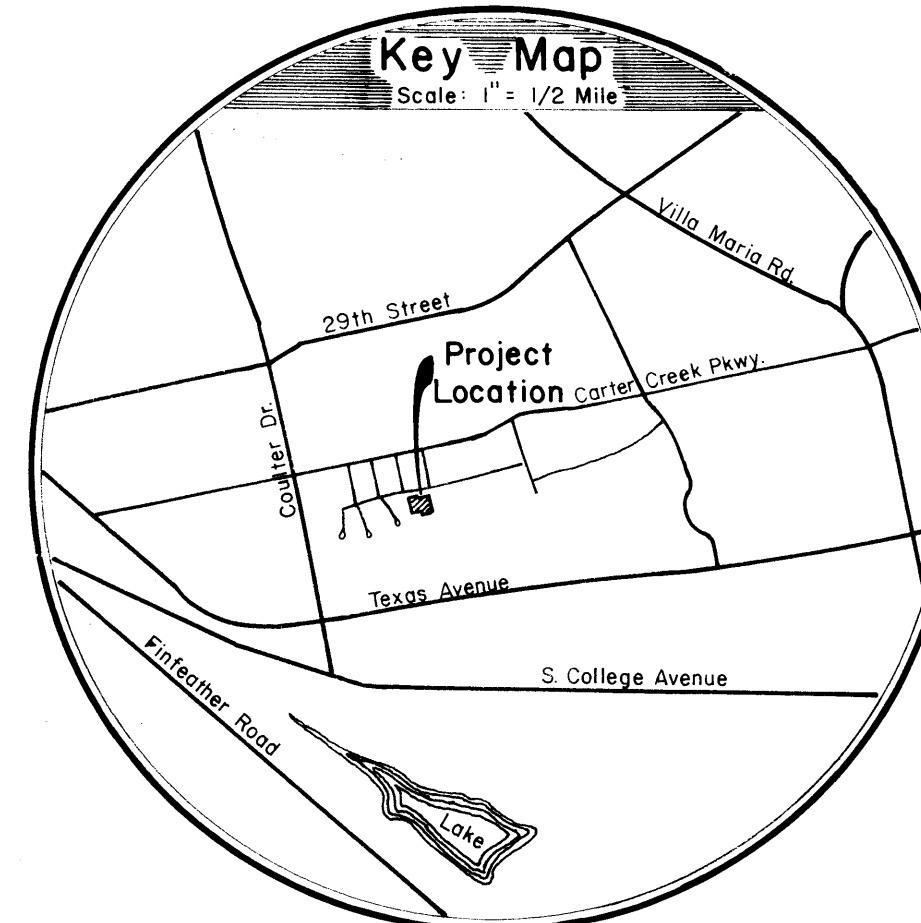 Key Map
Scale: 1" = 1/2 Mile
Villa Maria Rd.
29th Street
Project
Location
Carter Creek Pkwy.
Coulter Dr.
Texas Avenue
S. College Avenue
Finfeather Road
Lake